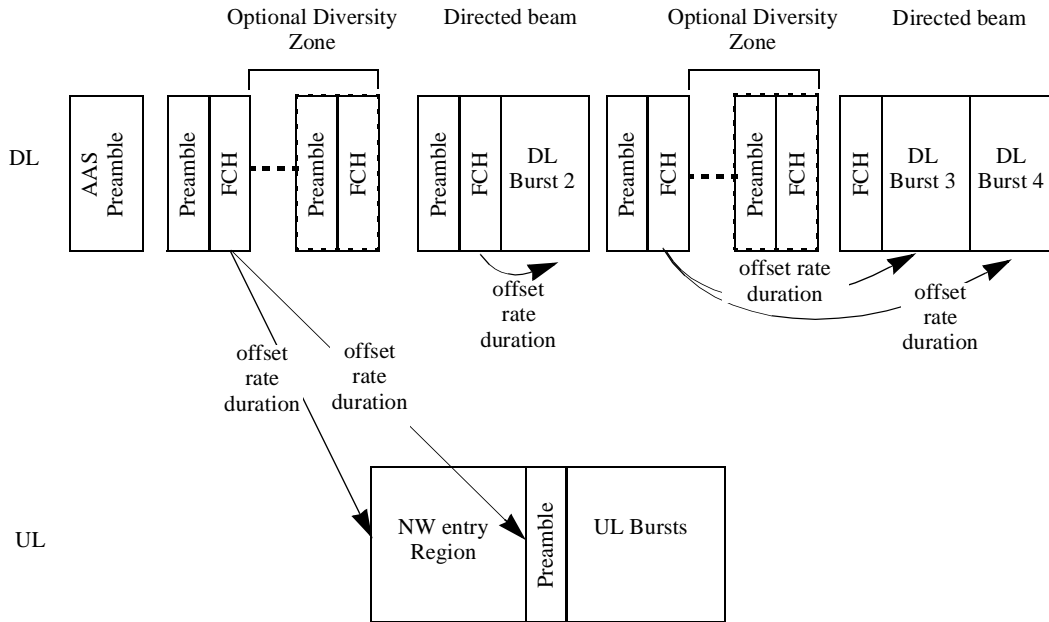 Optional Diversity
Zone
Directed beam
Optional Diversity
Zone
Directed beam
DL
AAS
Preamble
Preamble
FCH
Preamble
FCH
Preamble
FCH
DL
Burst 2
Preamble
FCH
Preamble
FCH
FCH
DL
Burst 3
DL
Burst 4
offset
rate
duration
offset rate
duration
offset
rate
duration
offset
rate
duration
offset
rate
duration
UL
NW entry
Region
Preamble
UL Bursts